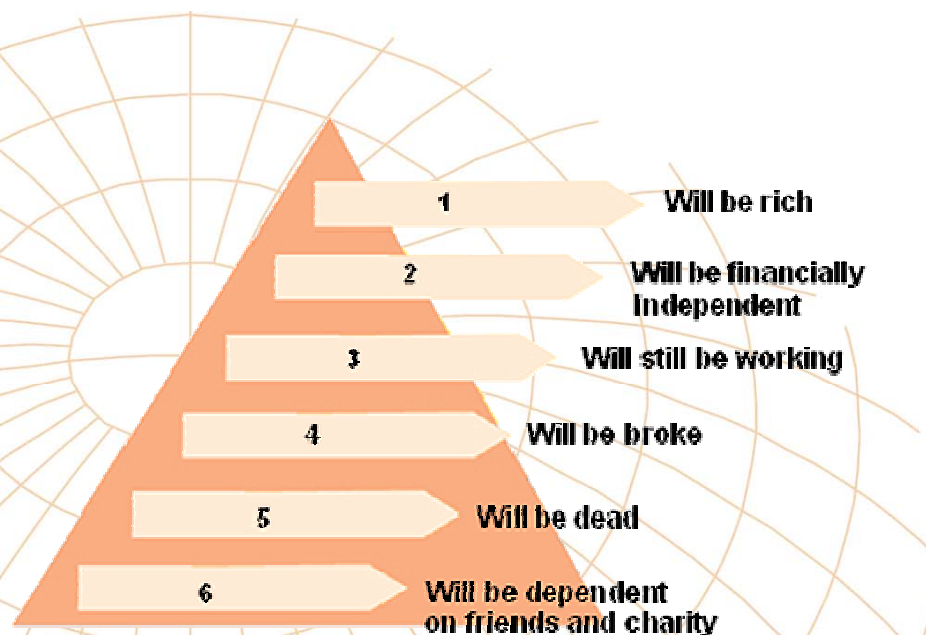 1 Will be rich
2 Will be financially
Independent
3 Will still be working
4 Will be broke
5 Will be dead
6 Will be dependent
on friends and charity